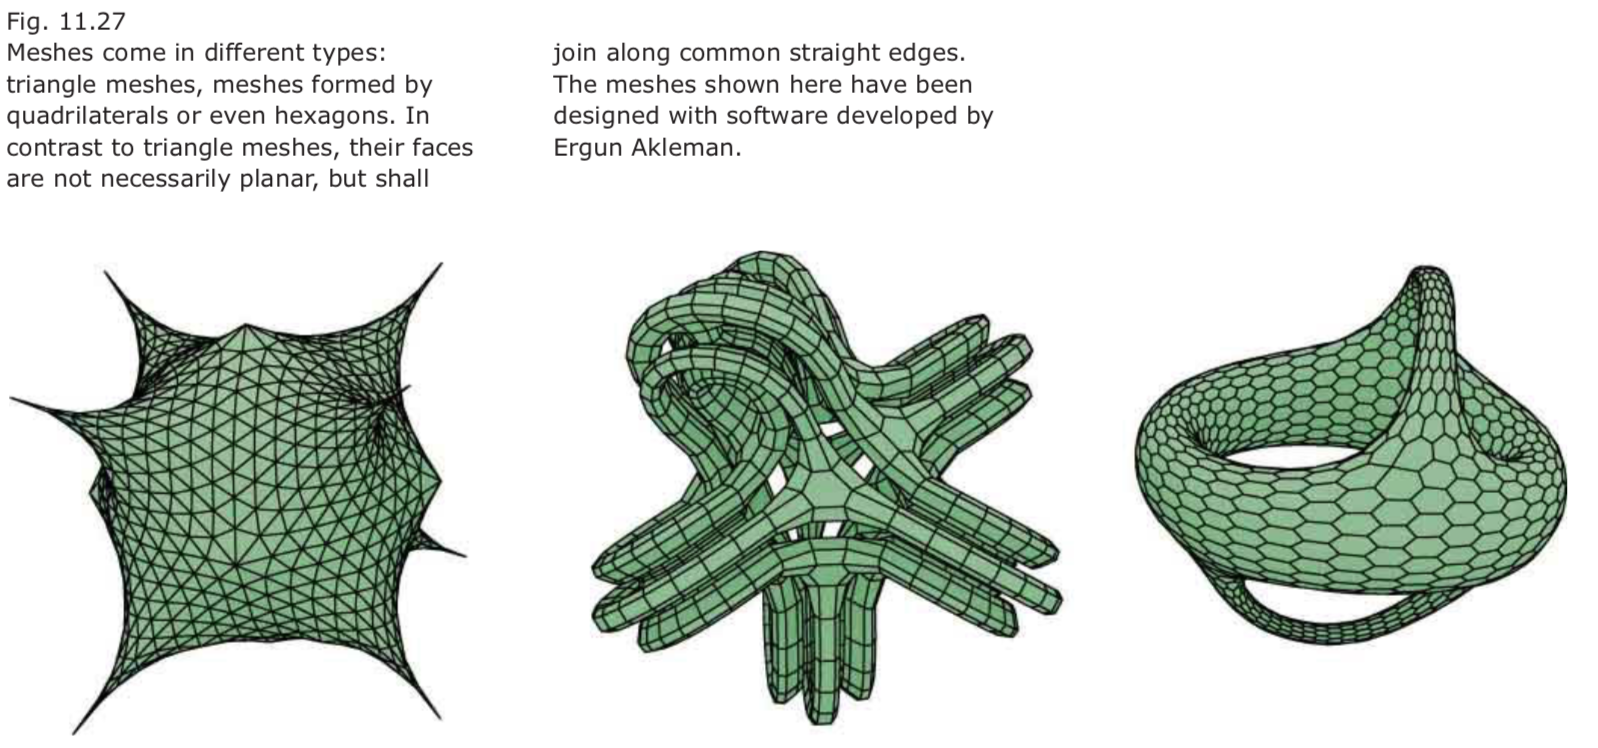 Fig. 11.27
Meshes come in different types:
triangle meshes, meshes formed by
quadrilaterals or even hexagons. In
contrast to triangle meshes, their faces
are not necessarily planar, but shall
join along common straight edges.
The meshes shown here have been
designed with software developed by
Ergun Akleman.